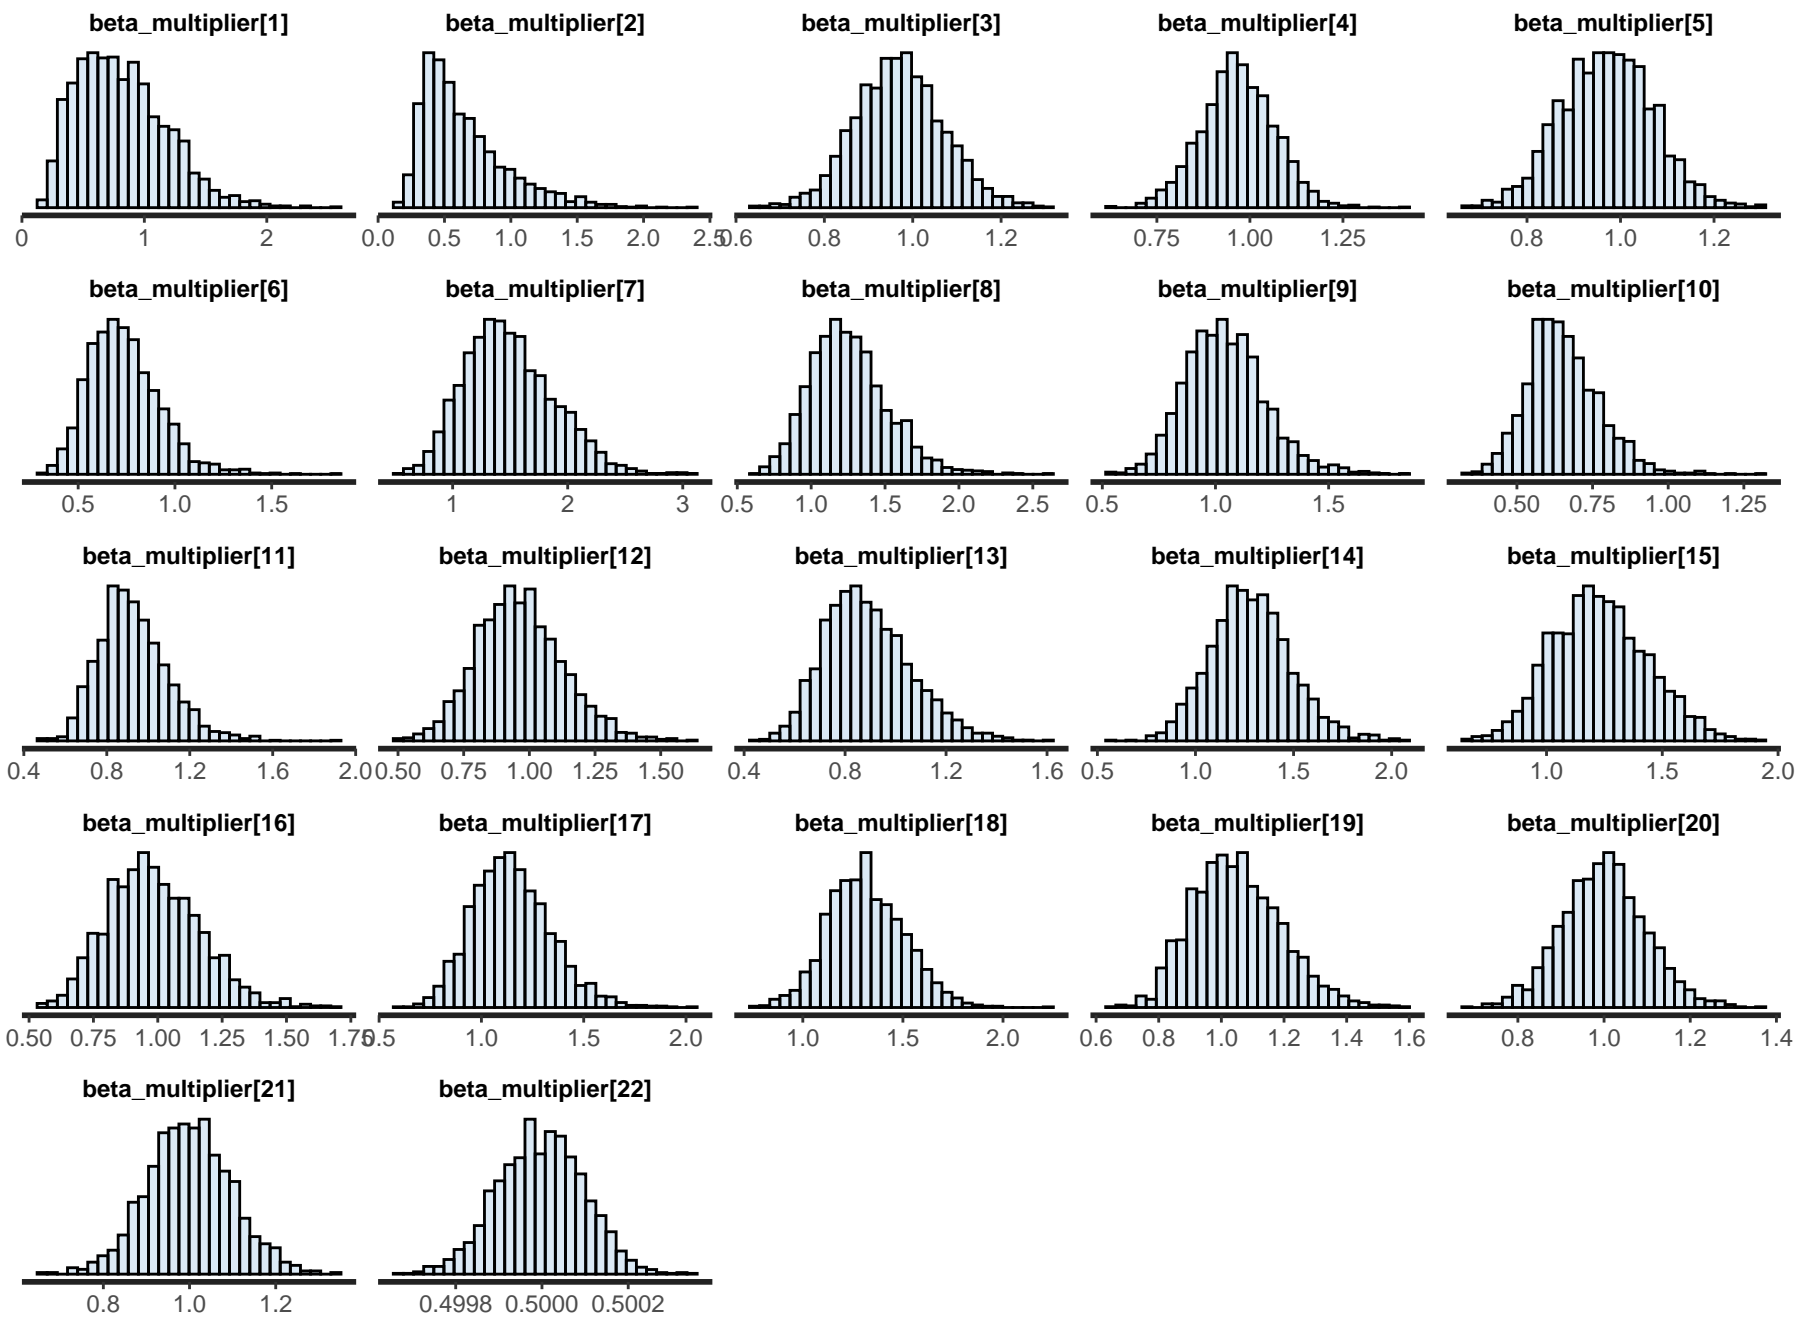 beta_multiplier[1] beta_multiplier[2] beta_multiplier[3] beta_multiplier[4] beta_multiplier[5]
0 1 2 0.0 0.5 1.0 1.5 2.0 2.5 0.6 0.8 1.0 1.2 0.75 1.00 1.25 0.8 1.0 1.2
beta_multiplier[6] beta_multiplier[7] beta_multiplier[8] beta_multiplier[9] beta_multiplier[10]
0.5 1.0 1.5 1 2 3 0.5 1.0 1.5 2.0 2.5 0.5 1.0 1.5 0.50 0.75 1.00 1.25
beta_multiplier[11] beta_multiplier[12] beta_multiplier[13] beta_multiplier[14] beta_multiplier[15]
0.4 0.8 1.2 1.6 2.0 0.50 0.75 1.00 1.25 1.50 0.4 0.8 1.2 1.6 0.5 1.0 1.5 2.0 1.0 1.5 2.0
beta_multiplier[16] beta_multiplier[17] beta_multiplier[18] beta_multiplier[19] beta_multiplier[20]
0.50 0.75 1.00 1.25 1.50 1.75 0.5 1.0 1.5 2.0 1.0 1.5 2.0 0.6 0.8 1.0 1.2 1.4 1.6 0.8 1.0 1.2 1.4
beta_multiplier[21] beta_multiplier[22]
0.8 1.0 1.2 0.4998 0.5000 0.5002